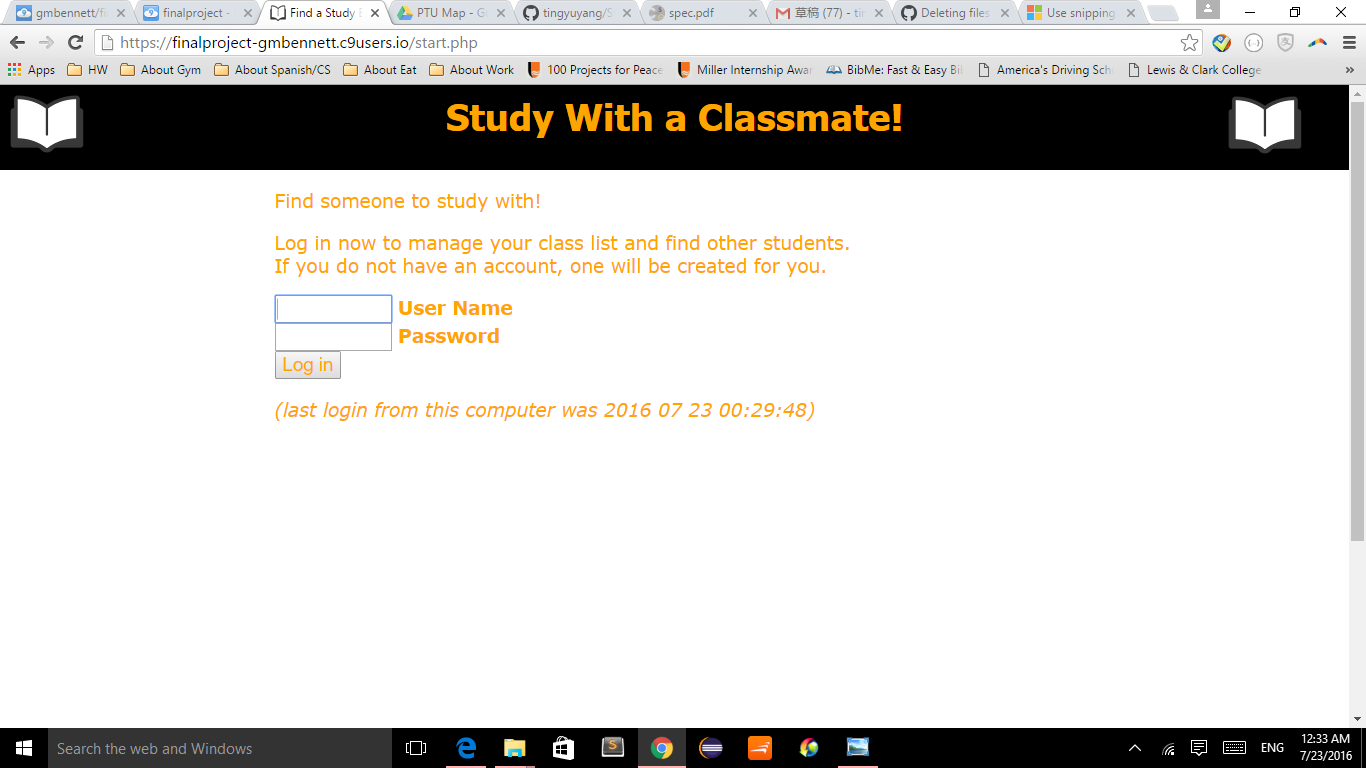 gmbennett/fi
finalproject -
Find a Study
PTU Map - G
tingyuyang/S
spec.pdf
草稿 (77) - ti
Deleting files
Use snipping
https://finalproject-gmbennett.c9users.io/start.php
Apps HW About Gym About Spanish/CS About Eat About Work 100 Projects for Peace Miller Internship Awar BibMe: Fast & Easy Bi America's Driving Sch Lewis & Clark College »
Study With a Classmate!
Find someone to study with!
Log in now to manage your class list and find other students.
If you do not have an account, one will be created for you.
User Name
Password
Log in
(last login from this computer was 2016 07 23 00:29:48)
Search the web and Windows
ENG
12:33 AM
7/23/2016